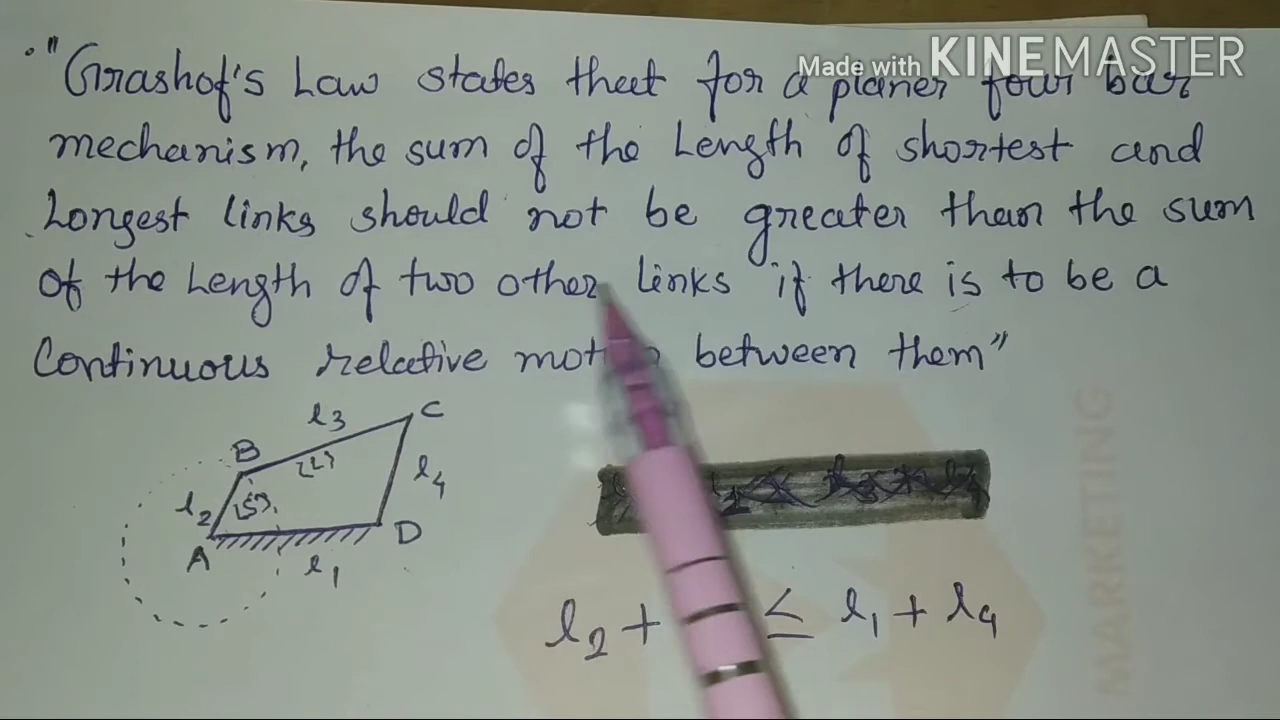 Made with KINEMASTER
"Grashof's Law states that for a planer four bar
mechanism, the sum of the Length of shortest and
Longest links should not be greater than the sum
of the Length of two other links if there is to be a
Continuous relative between them"
l3
C
B
(L)
l4
l2
(S)
A
D
l1
l2 + ≤ l1 + l4
MARKETING